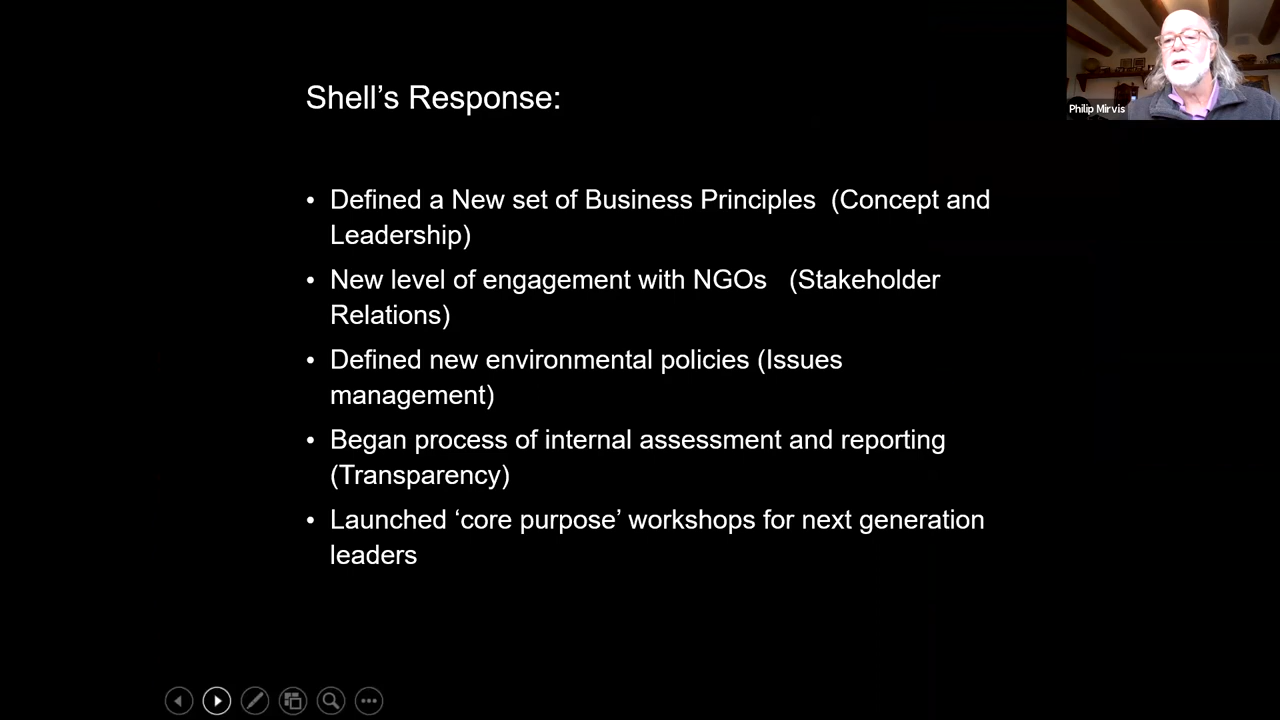 Shell’s Response:
• Defined a New set of Business Principles  (Concept and
Leadership)
• New level of engagement with NGOs   (Stakeholder
Relations)
• Defined new environmental policies (Issues
management)
• Began process of internal assessment and reporting
(Transparency)
• Launched ‘core purpose’ workshops for next generation
leaders
Philip Mirvis